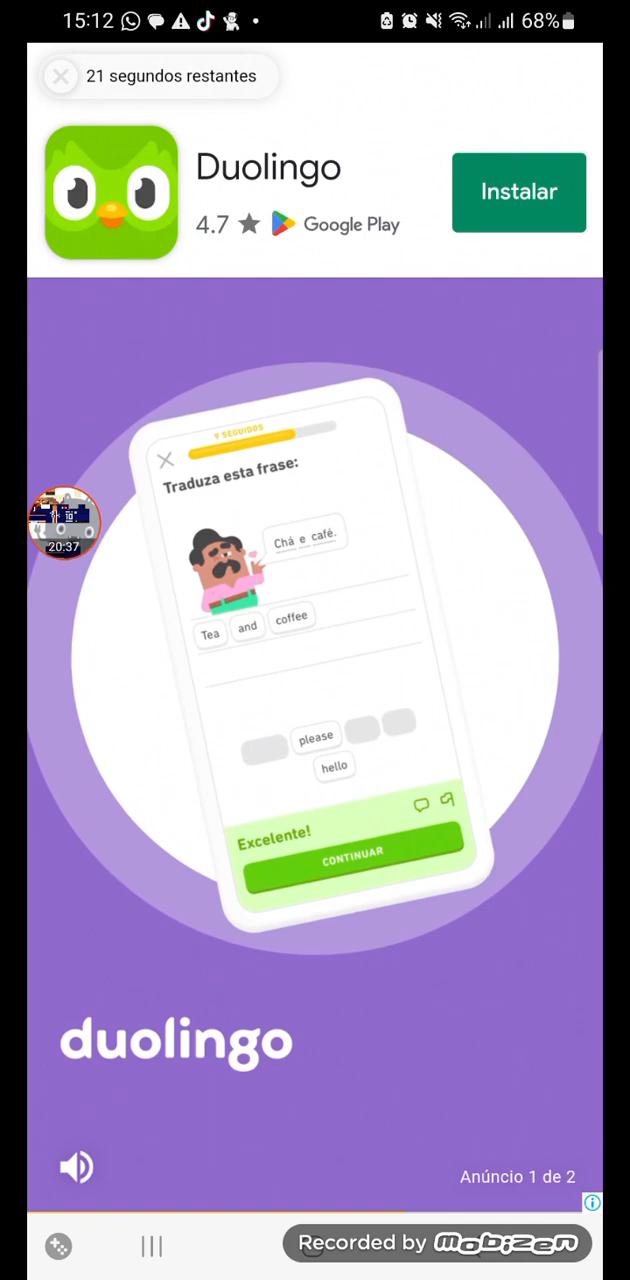 15:12
68%
21 segundos restantes
Duolingo
4.7 ★ Google Play
Instalar
9 SEGUIDOS
Traduza esta frase:
Chá e café.
Tea and coffee
please
hello
Excelente!
CONTINUAR
20:37
duolingo
Anúncio 1 de 2
Recorded by mobizen